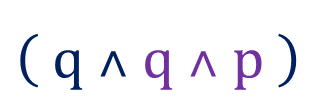 ( q ∧ q ∧ p )